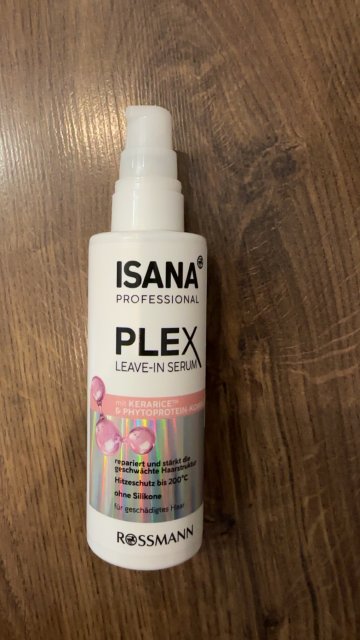 ISANA
PROFESSIONAL
PLEX
LEAVE-IN SERUM
mit KERARICE™
& PHYTOPROTEIN-
repariert und stärkt die
geschwächte Haarstruktur
Hitzeschutz bis 200°C
ohne Silikone
für geschädigtes Haar
ROSSMANN